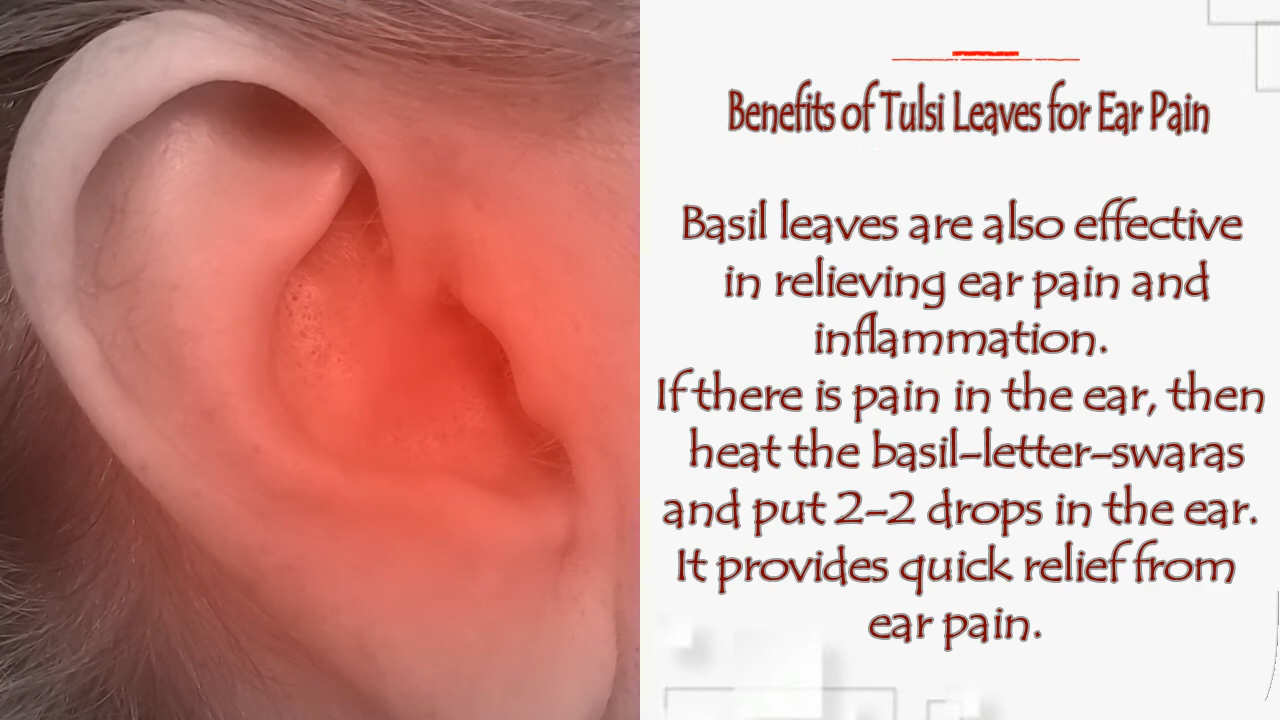 Benefits of Tulsi Leaves for Ear Pain
Basil leaves are also effective
in relieving ear pain and
inflammation.
If there is pain in the ear, then
heat the basil-letter-swaras
and put 2-2 drops in the ear.
It provides quick relief from
ear pain.